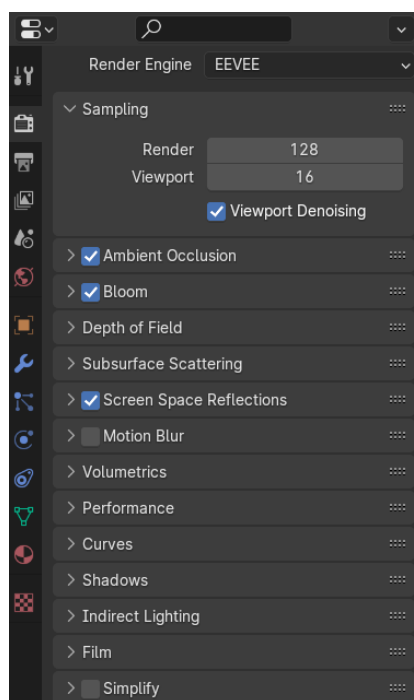 Render Engine EEVEE
Sampling
Render 128
Viewport 16
Viewport Denoising
Ambient Occlusion
Bloom
Depth of Field
Subsurface Scattering
Screen Space Reflections
Motion Blur
Volumetrics
Performance
Curves
Shadows
Indirect Lighting
Film
Simplify